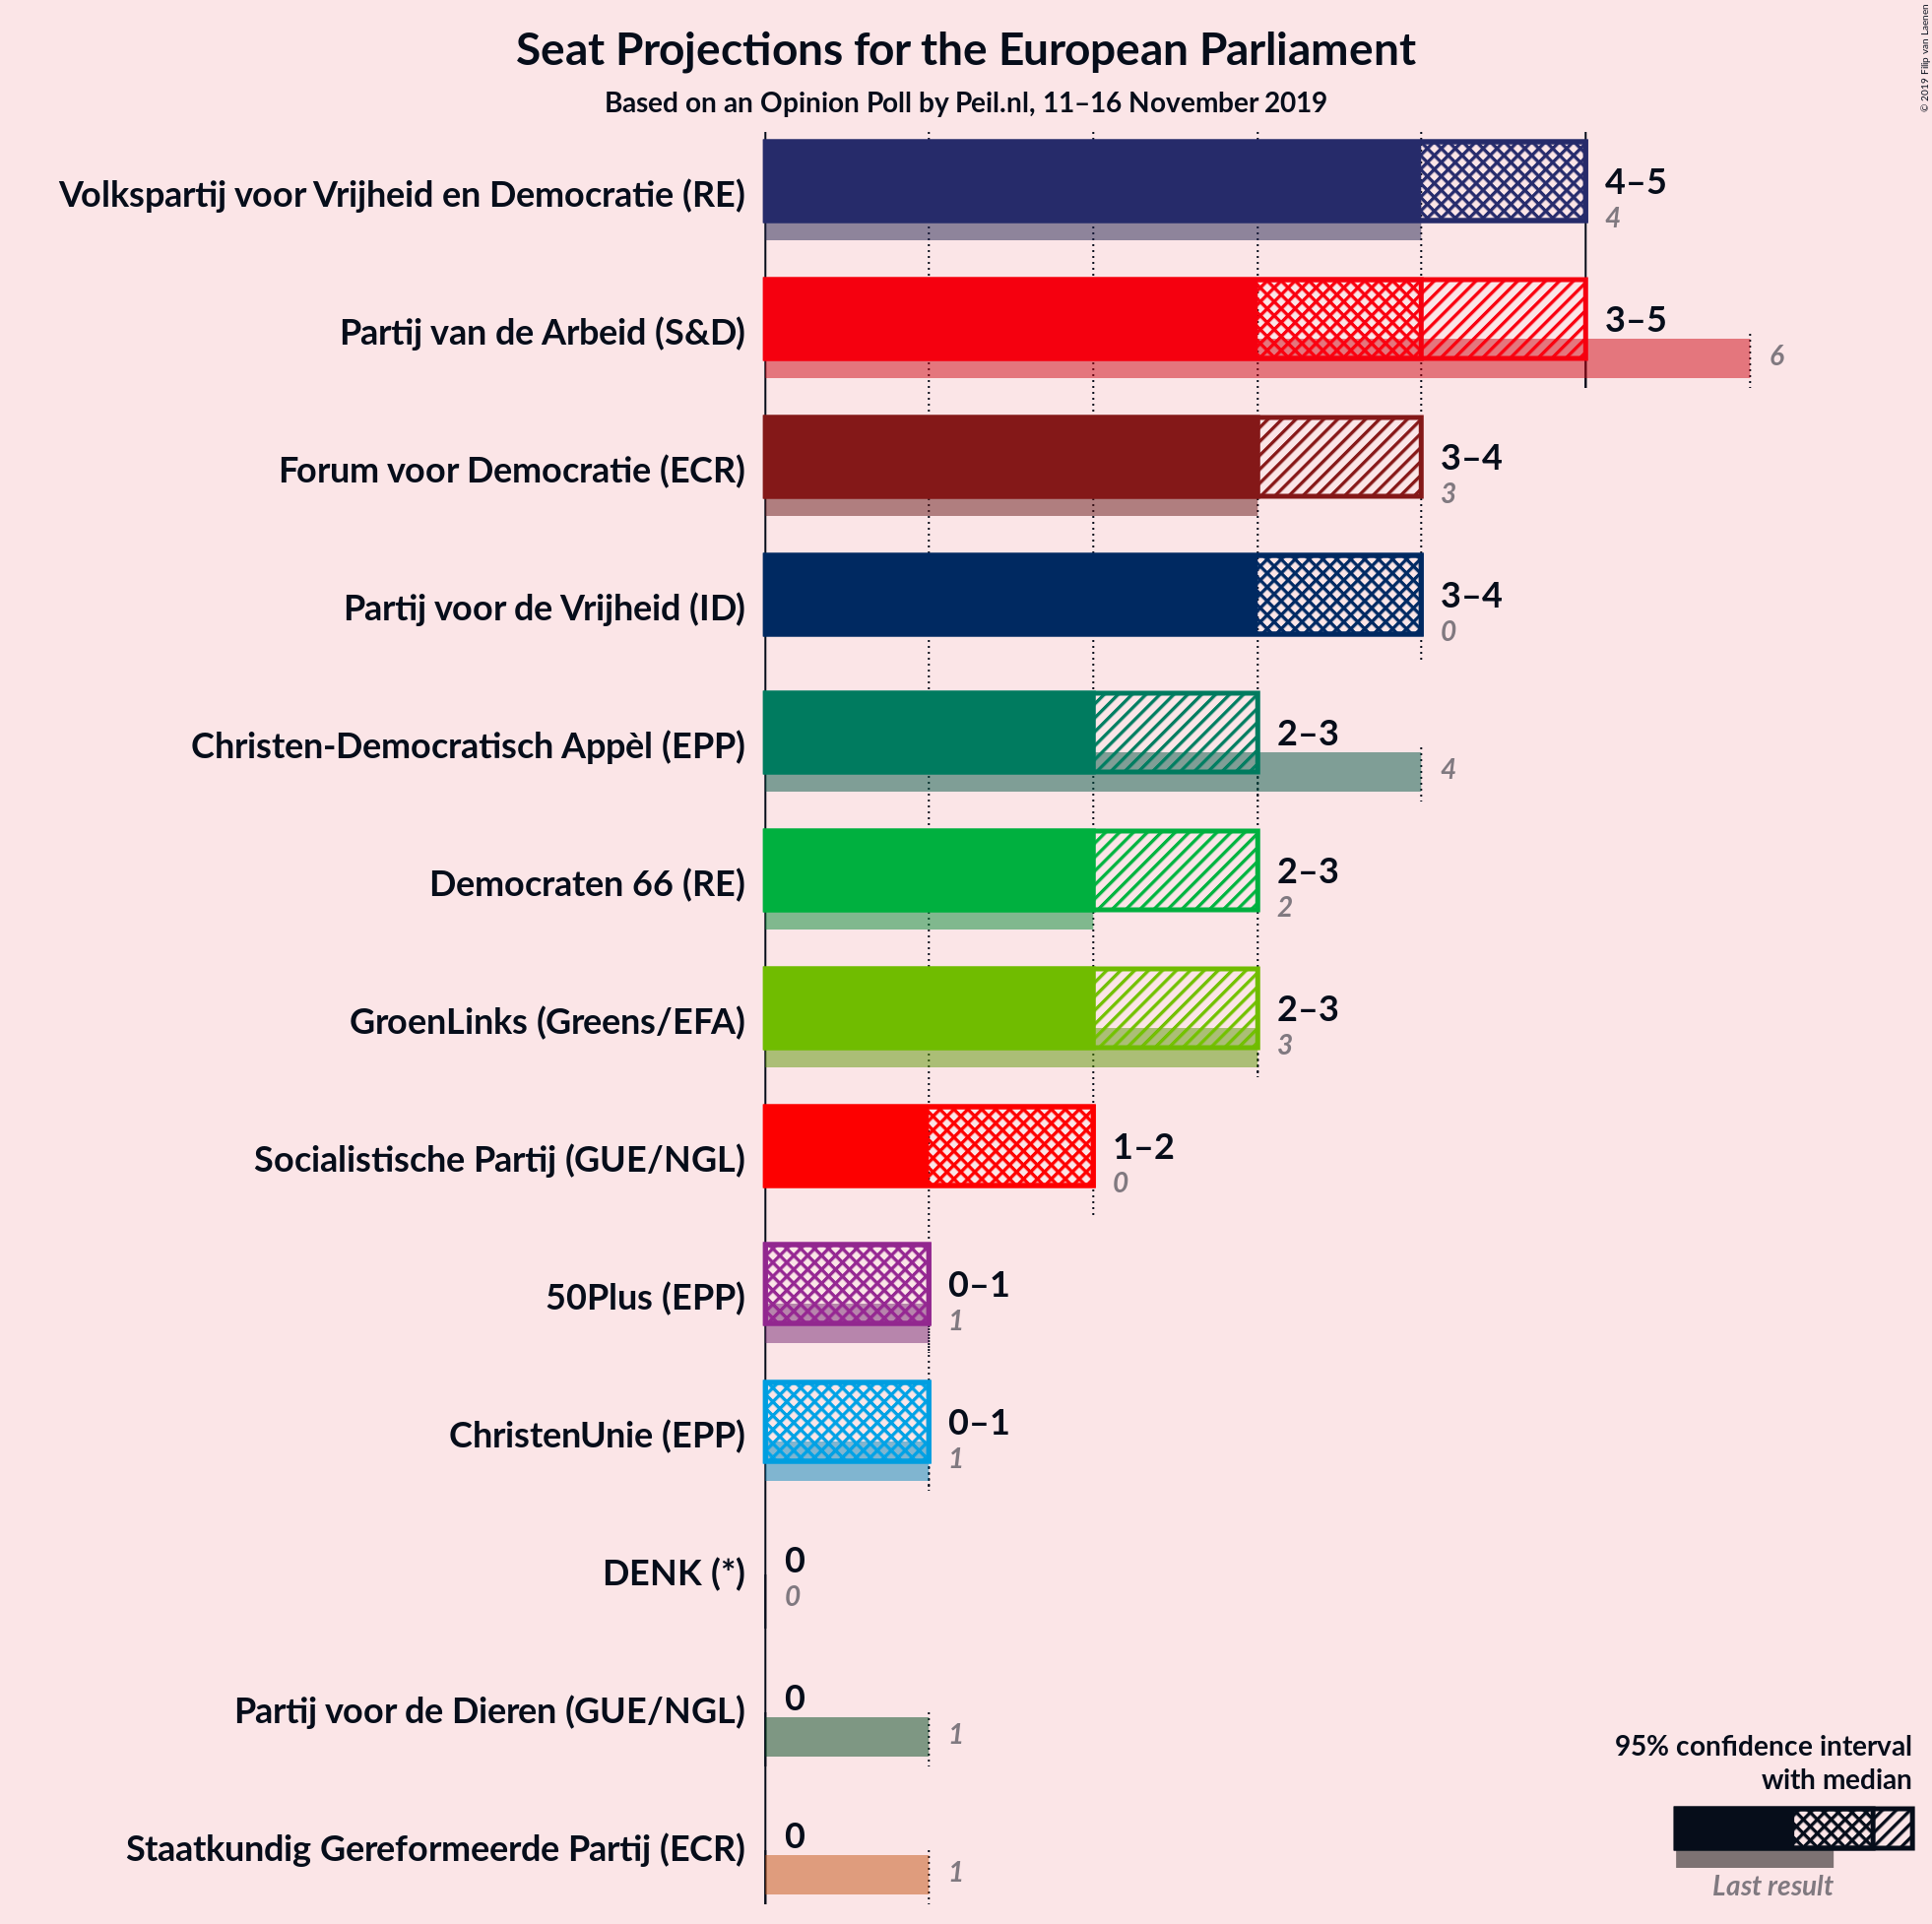 Seat Projections for the European Parliament
Based on an Opinion Poll by Peil.nl, 11–16 November 2019
© 2019 Filip van Laenen
Volkspartij voor Vrijheid en Democratie (RE)
4–5
4
Partij van de Arbeid (S&D)
3–5
6
Forum voor Democratie (ECR)
3–4
3
Partij voor de Vrijheid (ID)
3–4
0
Christen-Democratisch Appèl (EPP)
2–3
4
Democraten 66 (RE)
2–3
2
GroenLinks (Greens/EFA)
2–3
3
Socialistische Partij (GUE/NGL)
1–2
0
50Plus (EPP)
0–1
1
ChristenUnie (EPP)
0–1
1
DENK (*)
0
0
Partij voor de Dieren (GUE/NGL)
0
1
Staatkundig Gereformeerde Partij (ECR)
0
1
95% confidence interval
with median
Last result